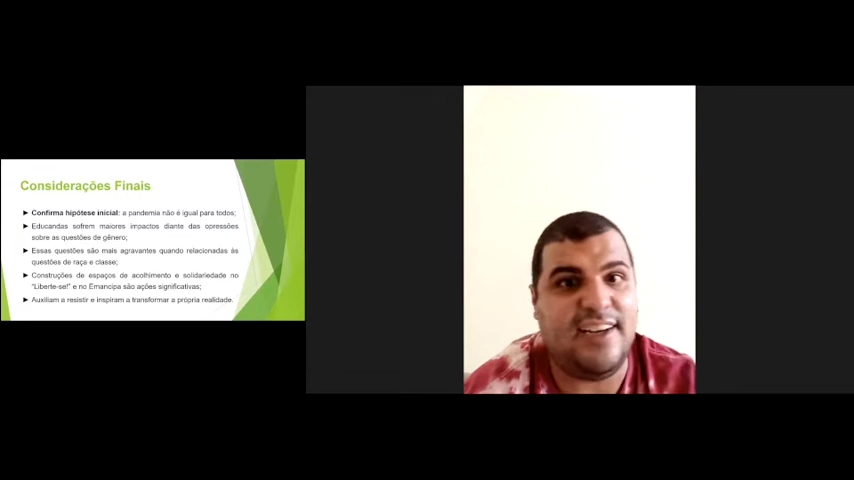 Considerações Finais
Confirma hipótese inicial: a pandemia não é igual para todos;
Educandas sofrem maiores impactos diante das opressões
sobre as questões de gênero;
Essas questões são mais agravantes quando relacionadas às
questões de raça e classe;
Construções de espaços de acolhimento e solidariedade no
"Liberte-se!" e no Emancipa são ações significativas;
Auxiliam a resistir e inspiram a transformar a própria realidade.